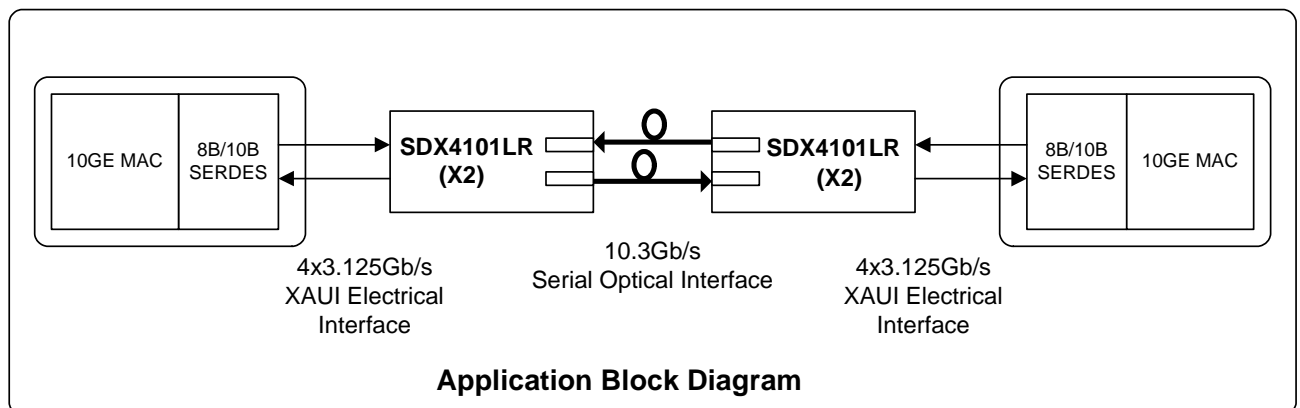 10GE MAC
8B/10B
SERDES
SDX4101LR
(X2)
SDX4101LR
(X2)
8B/10B
SERDES
10GE MAC
4x3.125Gb/s
XAUI Electrical
Interface
10.3Gb/s
Serial Optical Interface
4x3.125Gb/s
XAUI Electrical
Interface
Application Block Diagram